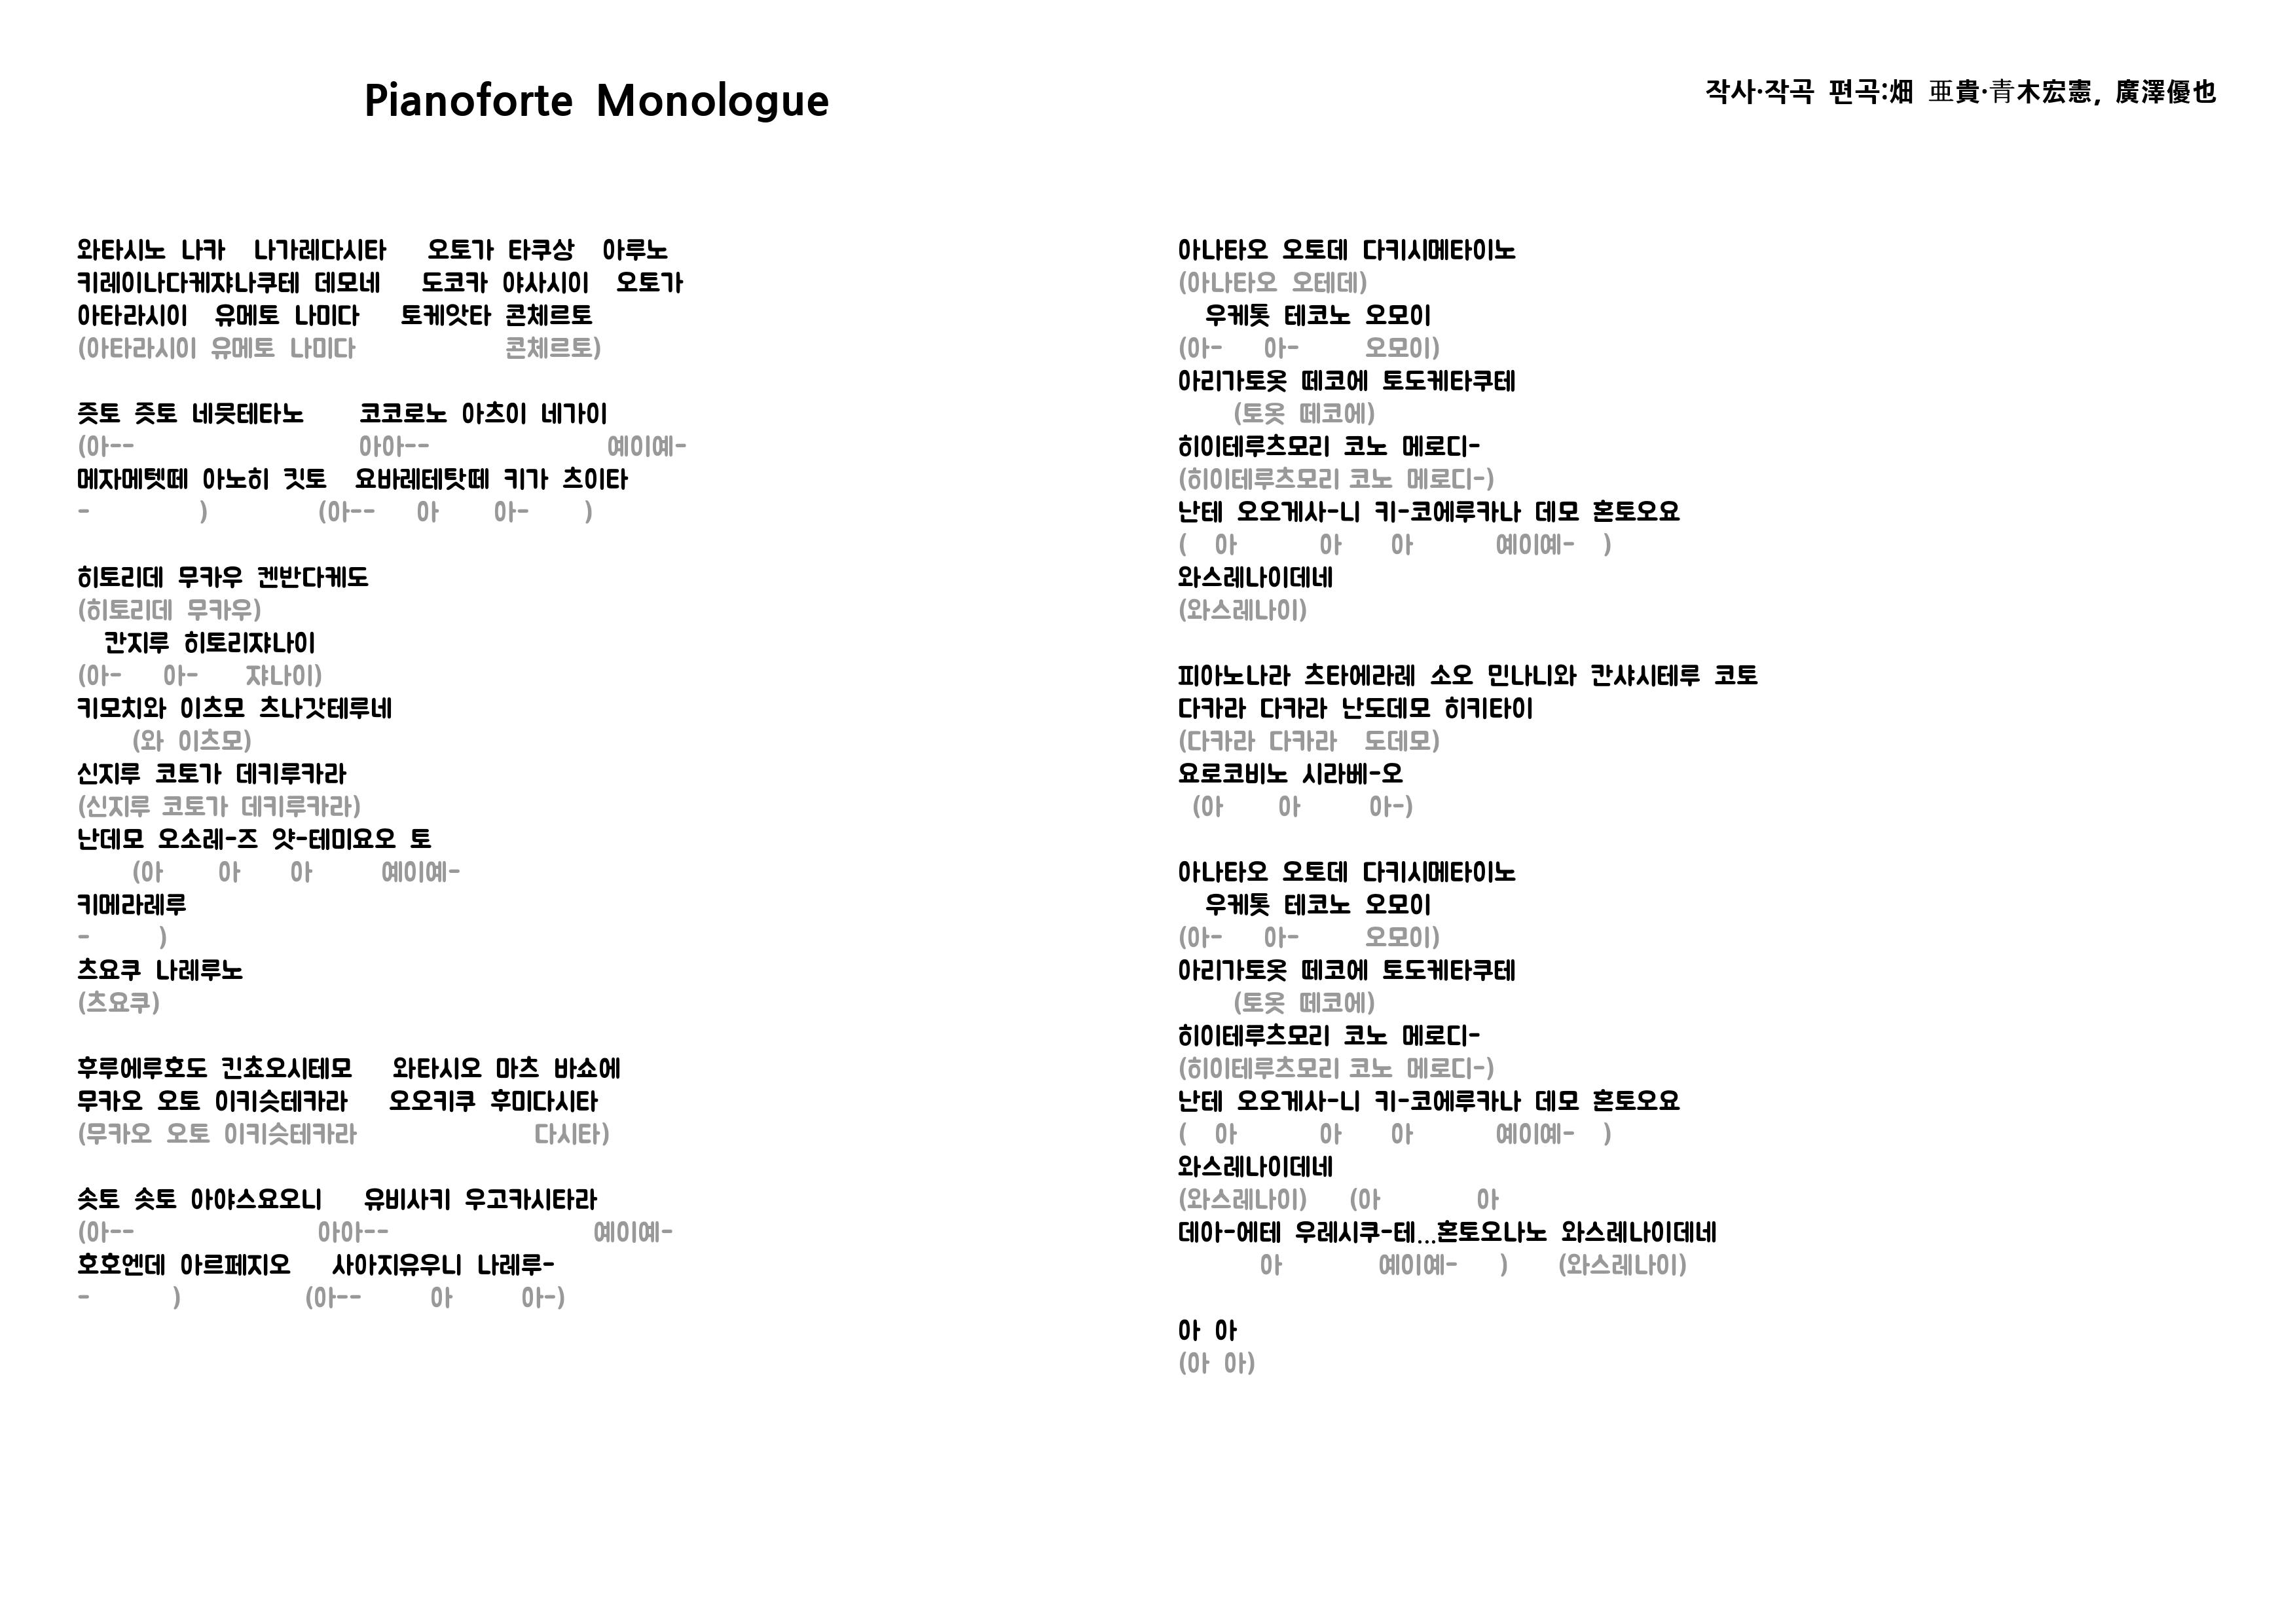 Pianoforte Monologue
작사·작곡 편곡:畑 亜貴·青木宏憲, 廣澤優也
와타시노 나카 나가레다시타 오토가 타쿠상 아루노
키레이나다케쟈나쿠테 데모네 도코카 야사시이 오토가
아타라시이 유메토 나미다 토케앗타 콘체르토
(아타라시이 유메토 나미다 콘체르토)
즛토 즛토 네뭇테타노 코코로노 아츠이 네가이
(아-- 아아-- 예이예-
메자메텟떼 아노히 킷토 요바레테탓떼 키가 츠이타
- ) (아-- 아 아- )
히토리데 무카우 켄반다케도
(히토리데 무카우)
칸지루 히토리쟈나이
(아- 아- 쟈나이)
키모치와 이츠모 츠나갓테루네
(와 이츠모)
신지루 코토가 데키루카라
(신지루 코토가 데키루카라)
난데모 오소레-즈 얏-테미요오 토
(아 아 아 예이예-
키메라레루
- )
츠요쿠 나레루노
(츠요쿠)
후루에루호도 킨쵸오시테모 와타시오 마츠 바쇼에
무카오 오토 이키슷테카라 오오키쿠 후미다시타
(무카오 오토 이키슷테카라 다시타)
솟토 솟토 아야스요오니 유비사키 우고카시타라
(아-- 아아-- 예이예-
호호엔데 아르페지오 사아지유우니 나레루-
- ) (아-- 아 아-)
아나타오 오토데 다키시메타이노
(아나타오 오테데)
우케톳 테코노 오모이
(아- 아- 오모이)
아리가토옷 떼코에 토도케타쿠테
(토옷 떼코에)
히이테루츠모리 코노 메로디-
(히이테루츠모리 코노 메로디-)
난테 오오게사-니 키-코에루카나 데모 혼토오요
( 아 아 아 예이예- )
와스레나이데네
(와스레나이)
피아노나라 츠타에라레 소오 민나니와 칸샤시테루 코토
다카라 다카라 난도데모 히키타이
(다카라 다카라 도데모)
요로코비노 시라베-오
(아 아 아-)
아나타오 오토데 다키시메타이노
우케톳 테코노 오모이
(아- 아- 오모이)
아리가토옷 떼코에 토도케타쿠테
(토옷 떼코에)
히이테루츠모리 코노 메로디-
(히이테루츠모리 코노 메로디-)
난테 오오게사-니 키-코에루카나 데모 혼토오요
( 아 아 아 예이예- )
와스레나이데네
(와스레나이) (아 아
데아-에테 우레시쿠-테...혼토오나노 와스레나이데네
아 예이예- ) (와스레나이)
아 아
(아 아)